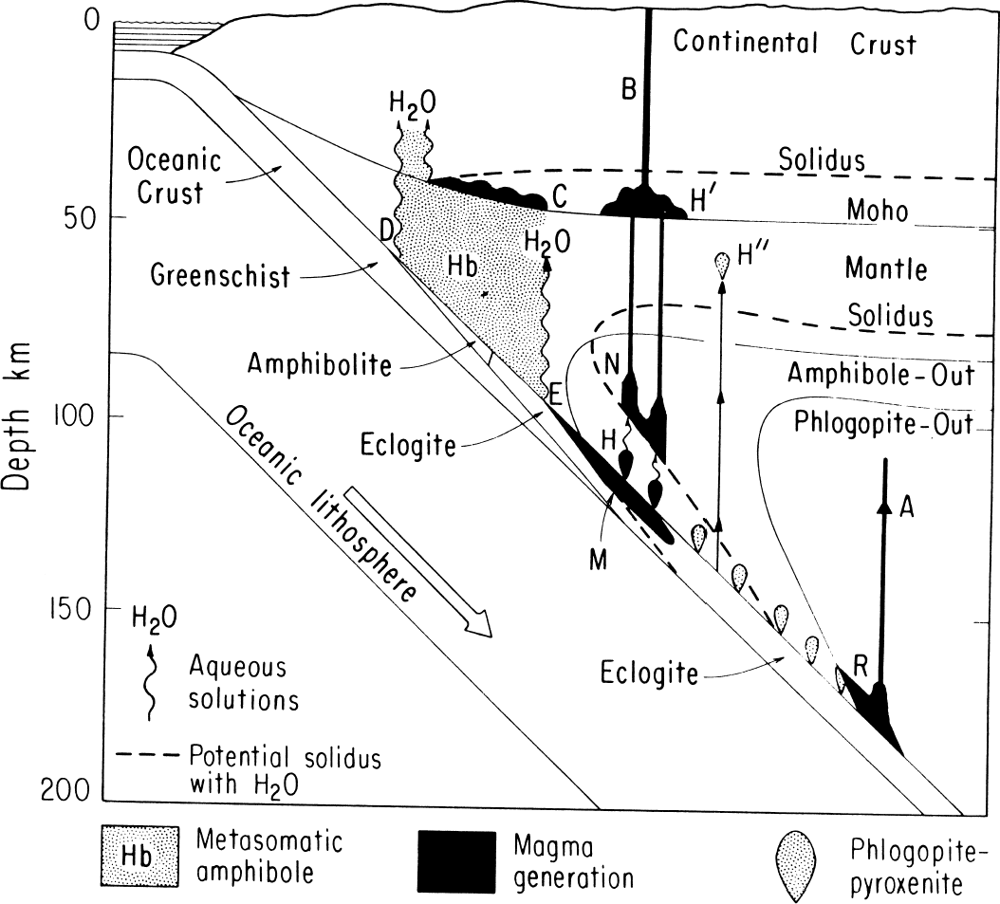 0
50
100
150
200
Depth km
Continental Crust
B
H₂O
Oceanic
Crust
Solidus
C
H′
Moho
D
H₂O
H″
Hb
Mantle
Greenschist
Solidus
Amphibolite
N
Amphibole-Out
E
Phlogopite-Out
Eclogite
H
A
Oceanic lithosphere
M
H₂O
Aqueous
solutions
Eclogite
R
Potential solidus
with H₂O
Hb
Metasomatic
amphibole
Magma
generation
Phlogopite-
pyroxenite